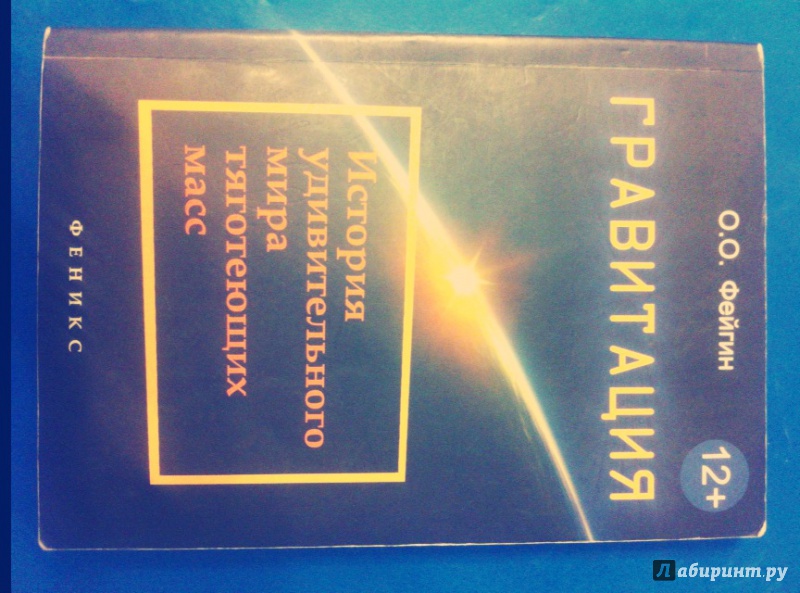 О.О. Фейгин
12+
ГРАВИТАЦИЯ
История
удивительного
мира
тяготеющих
масс
ФЕНИКС
Лабиринт.ру